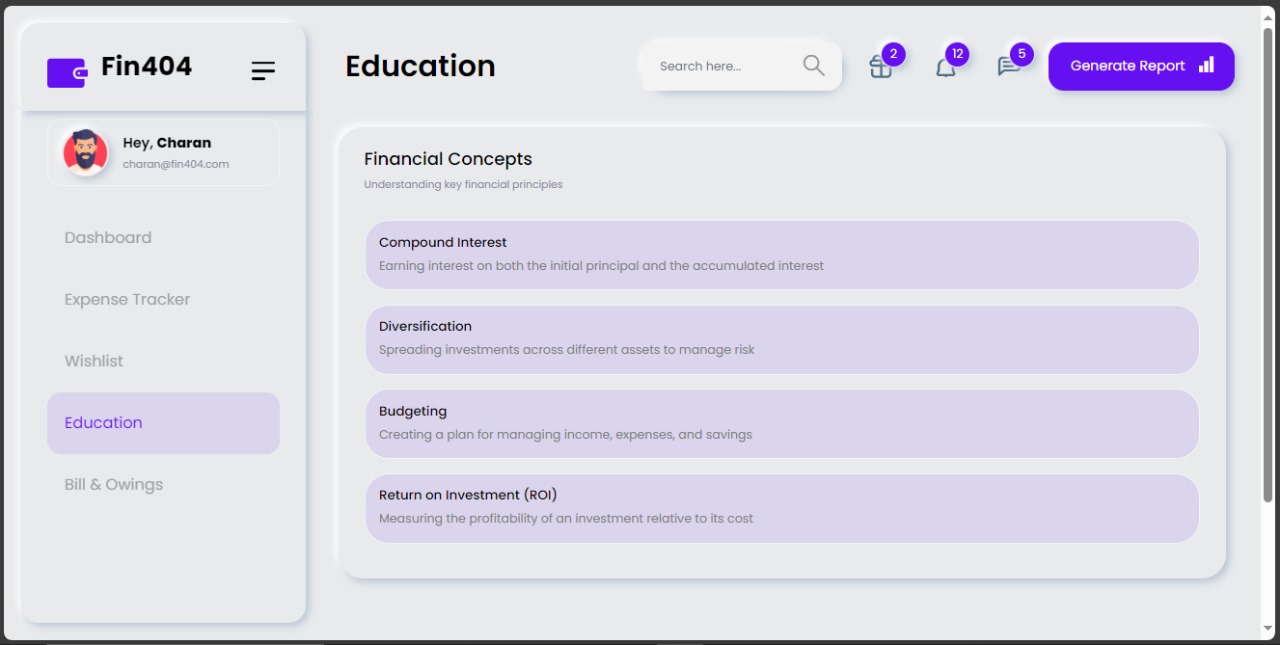 Fin404
Education
Search here...
2
12
5
Generate Report
Hey, Charan
charan@fin404.com
Dashboard
Expense Tracker
Wishlist
Education
Bill & Owings
Financial Concepts
Understanding key financial principles
Compound Interest
Earning interest on both the initial principal and the accumulated interest
Diversification
Spreading investments across different assets to manage risk
Budgeting
Creating a plan for managing income, expenses, and savings
Return on Investment (ROI)
Measuring the profitability of an investment relative to its cost